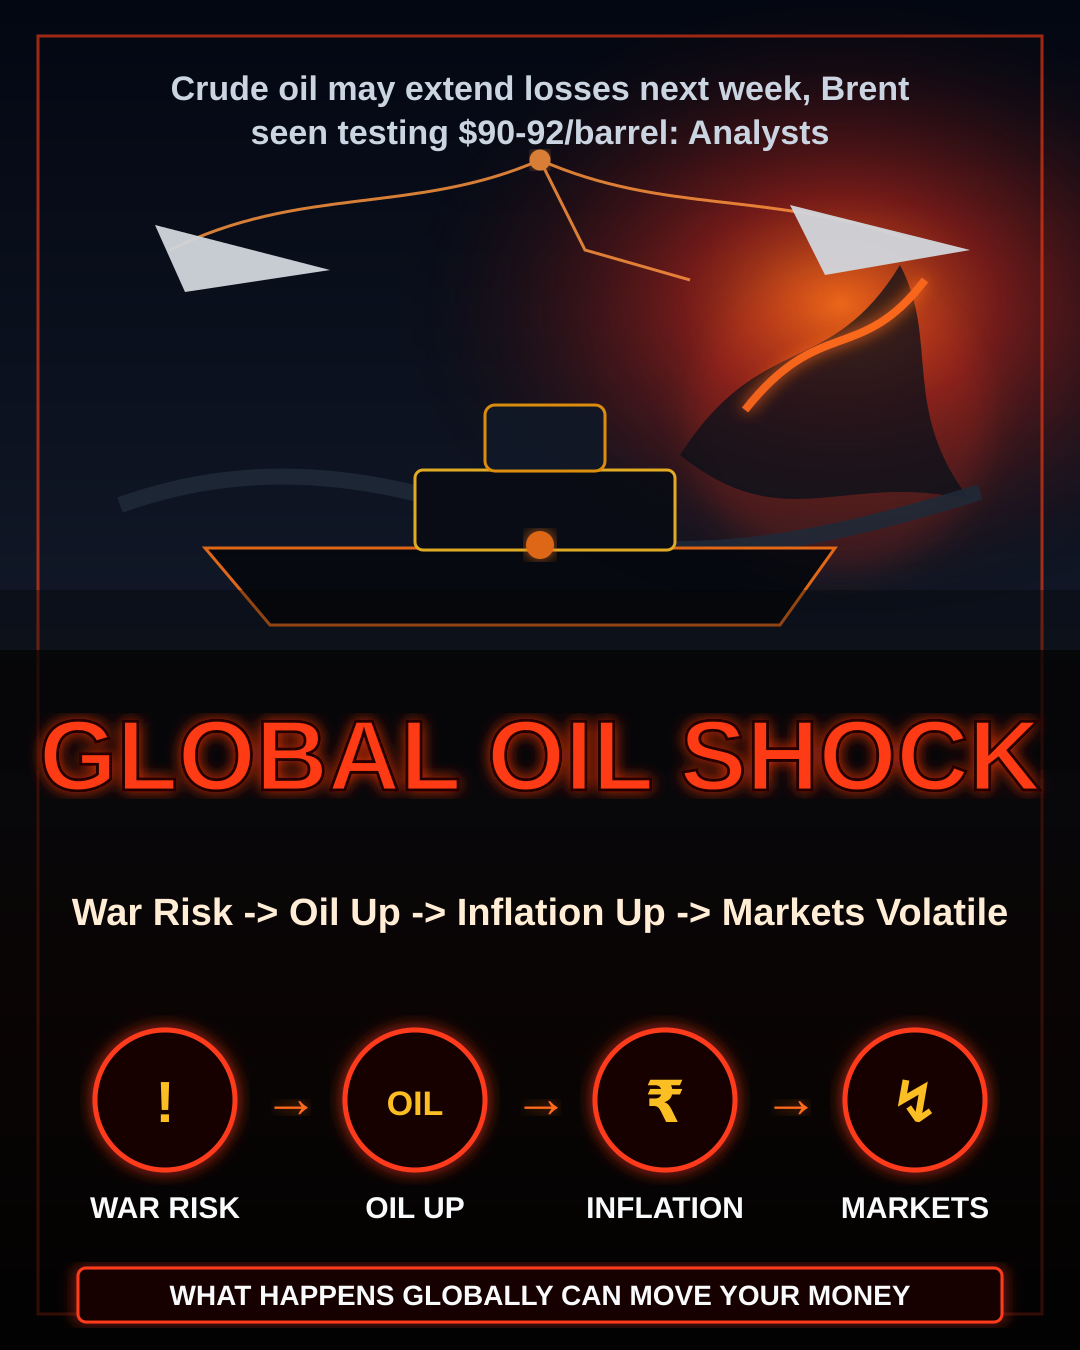 Crude oil may extend losses next week, Brent
seen testing $90-92/barrel: Analysts
GLOBAL OIL SHOCK
War Risk -> Oil Up -> Inflation Up -> Markets Volatile
! → OIL → ₹ → ↯
WAR RISK OIL UP INFLATION MARKETS
WHAT HAPPENS GLOBALLY CAN MOVE YOUR MONEY